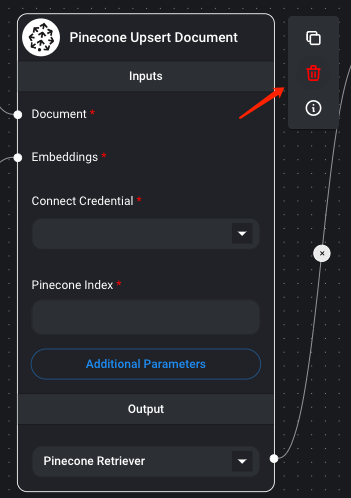 Pinecone Upsert Document
Inputs
Document *
Embeddings *
Connect Credential *
Pinecone Index *
Additional Parameters
Output
Pinecone Retriever